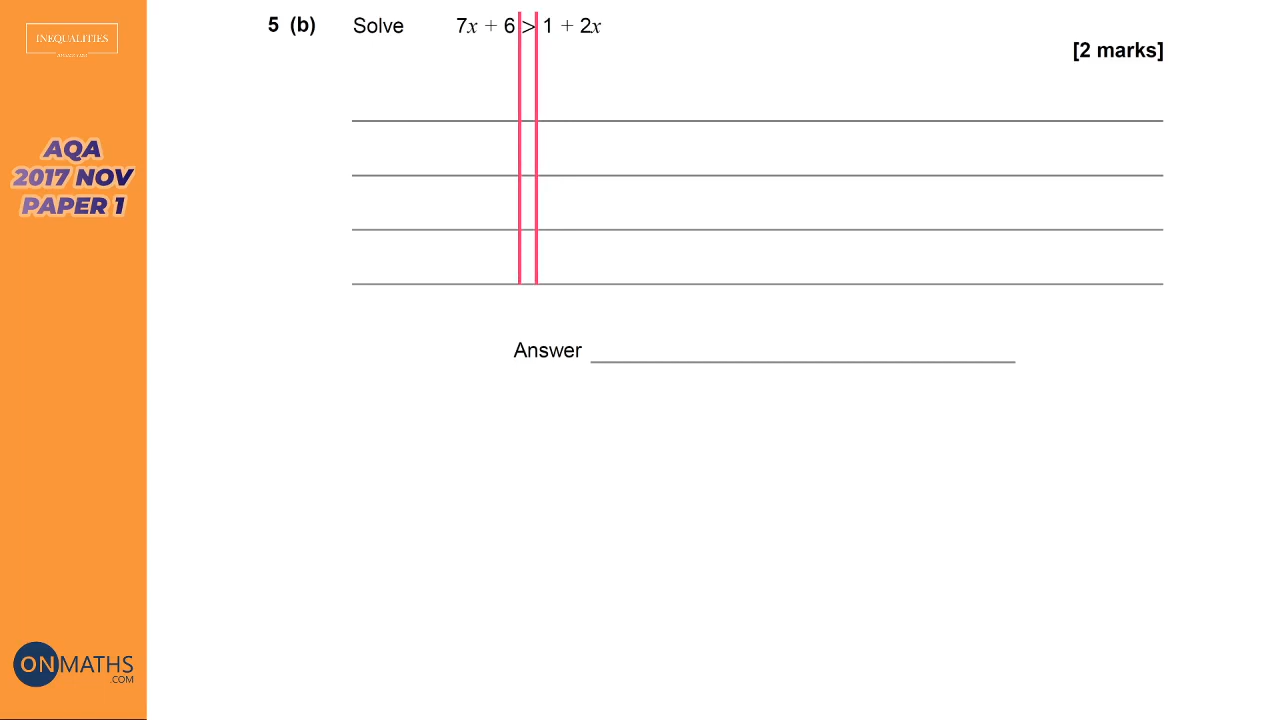 INEQUALITIES
AQA
2017 NOV
PAPER 1
5 (b) Solve 7x + 6 > 1 + 2x
[2 marks]
Answer
ONMATHS
.COM